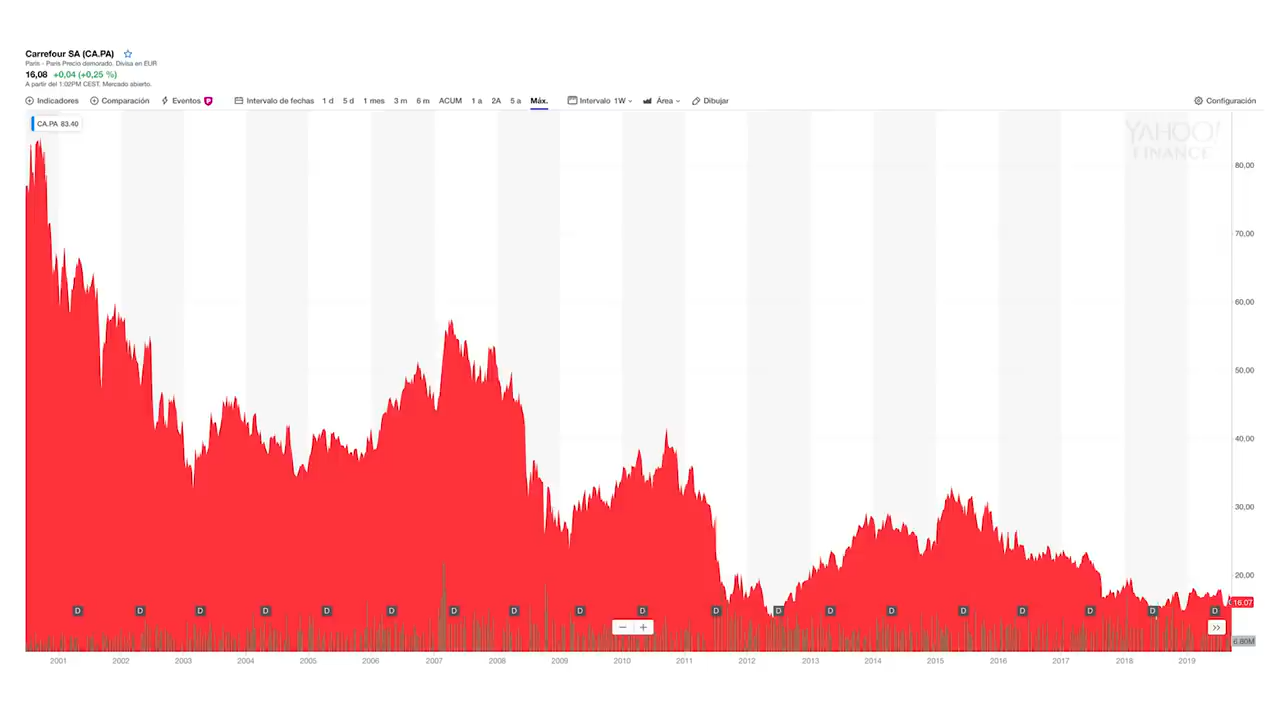 Carrefour SA (CA.PA)
Paris - Paris Precio demorado. Divisa en EUR
16,08 +0,04 (+0,25 %)
A partir del 1:02PM CEST. Mercado abierto.
Indicadores Comparación Eventos Intervalo de fechas 1 d 5 d 1 mes 3 m 6 m ACUM 1 a 2A 5 a Máx. Intervalo 1W Área Dibujar Configuración
CA.PA 83.40
YAHOO!
FINANCE
80,00
70,00
60,00
50,00
40,00
30,00
20,00
16,07
D D D D D D D D D D D D D D D D D D D
− + »
6.80M
2001 2002 2003 2004 2005 2006 2007 2008 2009 2010 2011 2012 2013 2014 2015 2016 2017 2018 2019